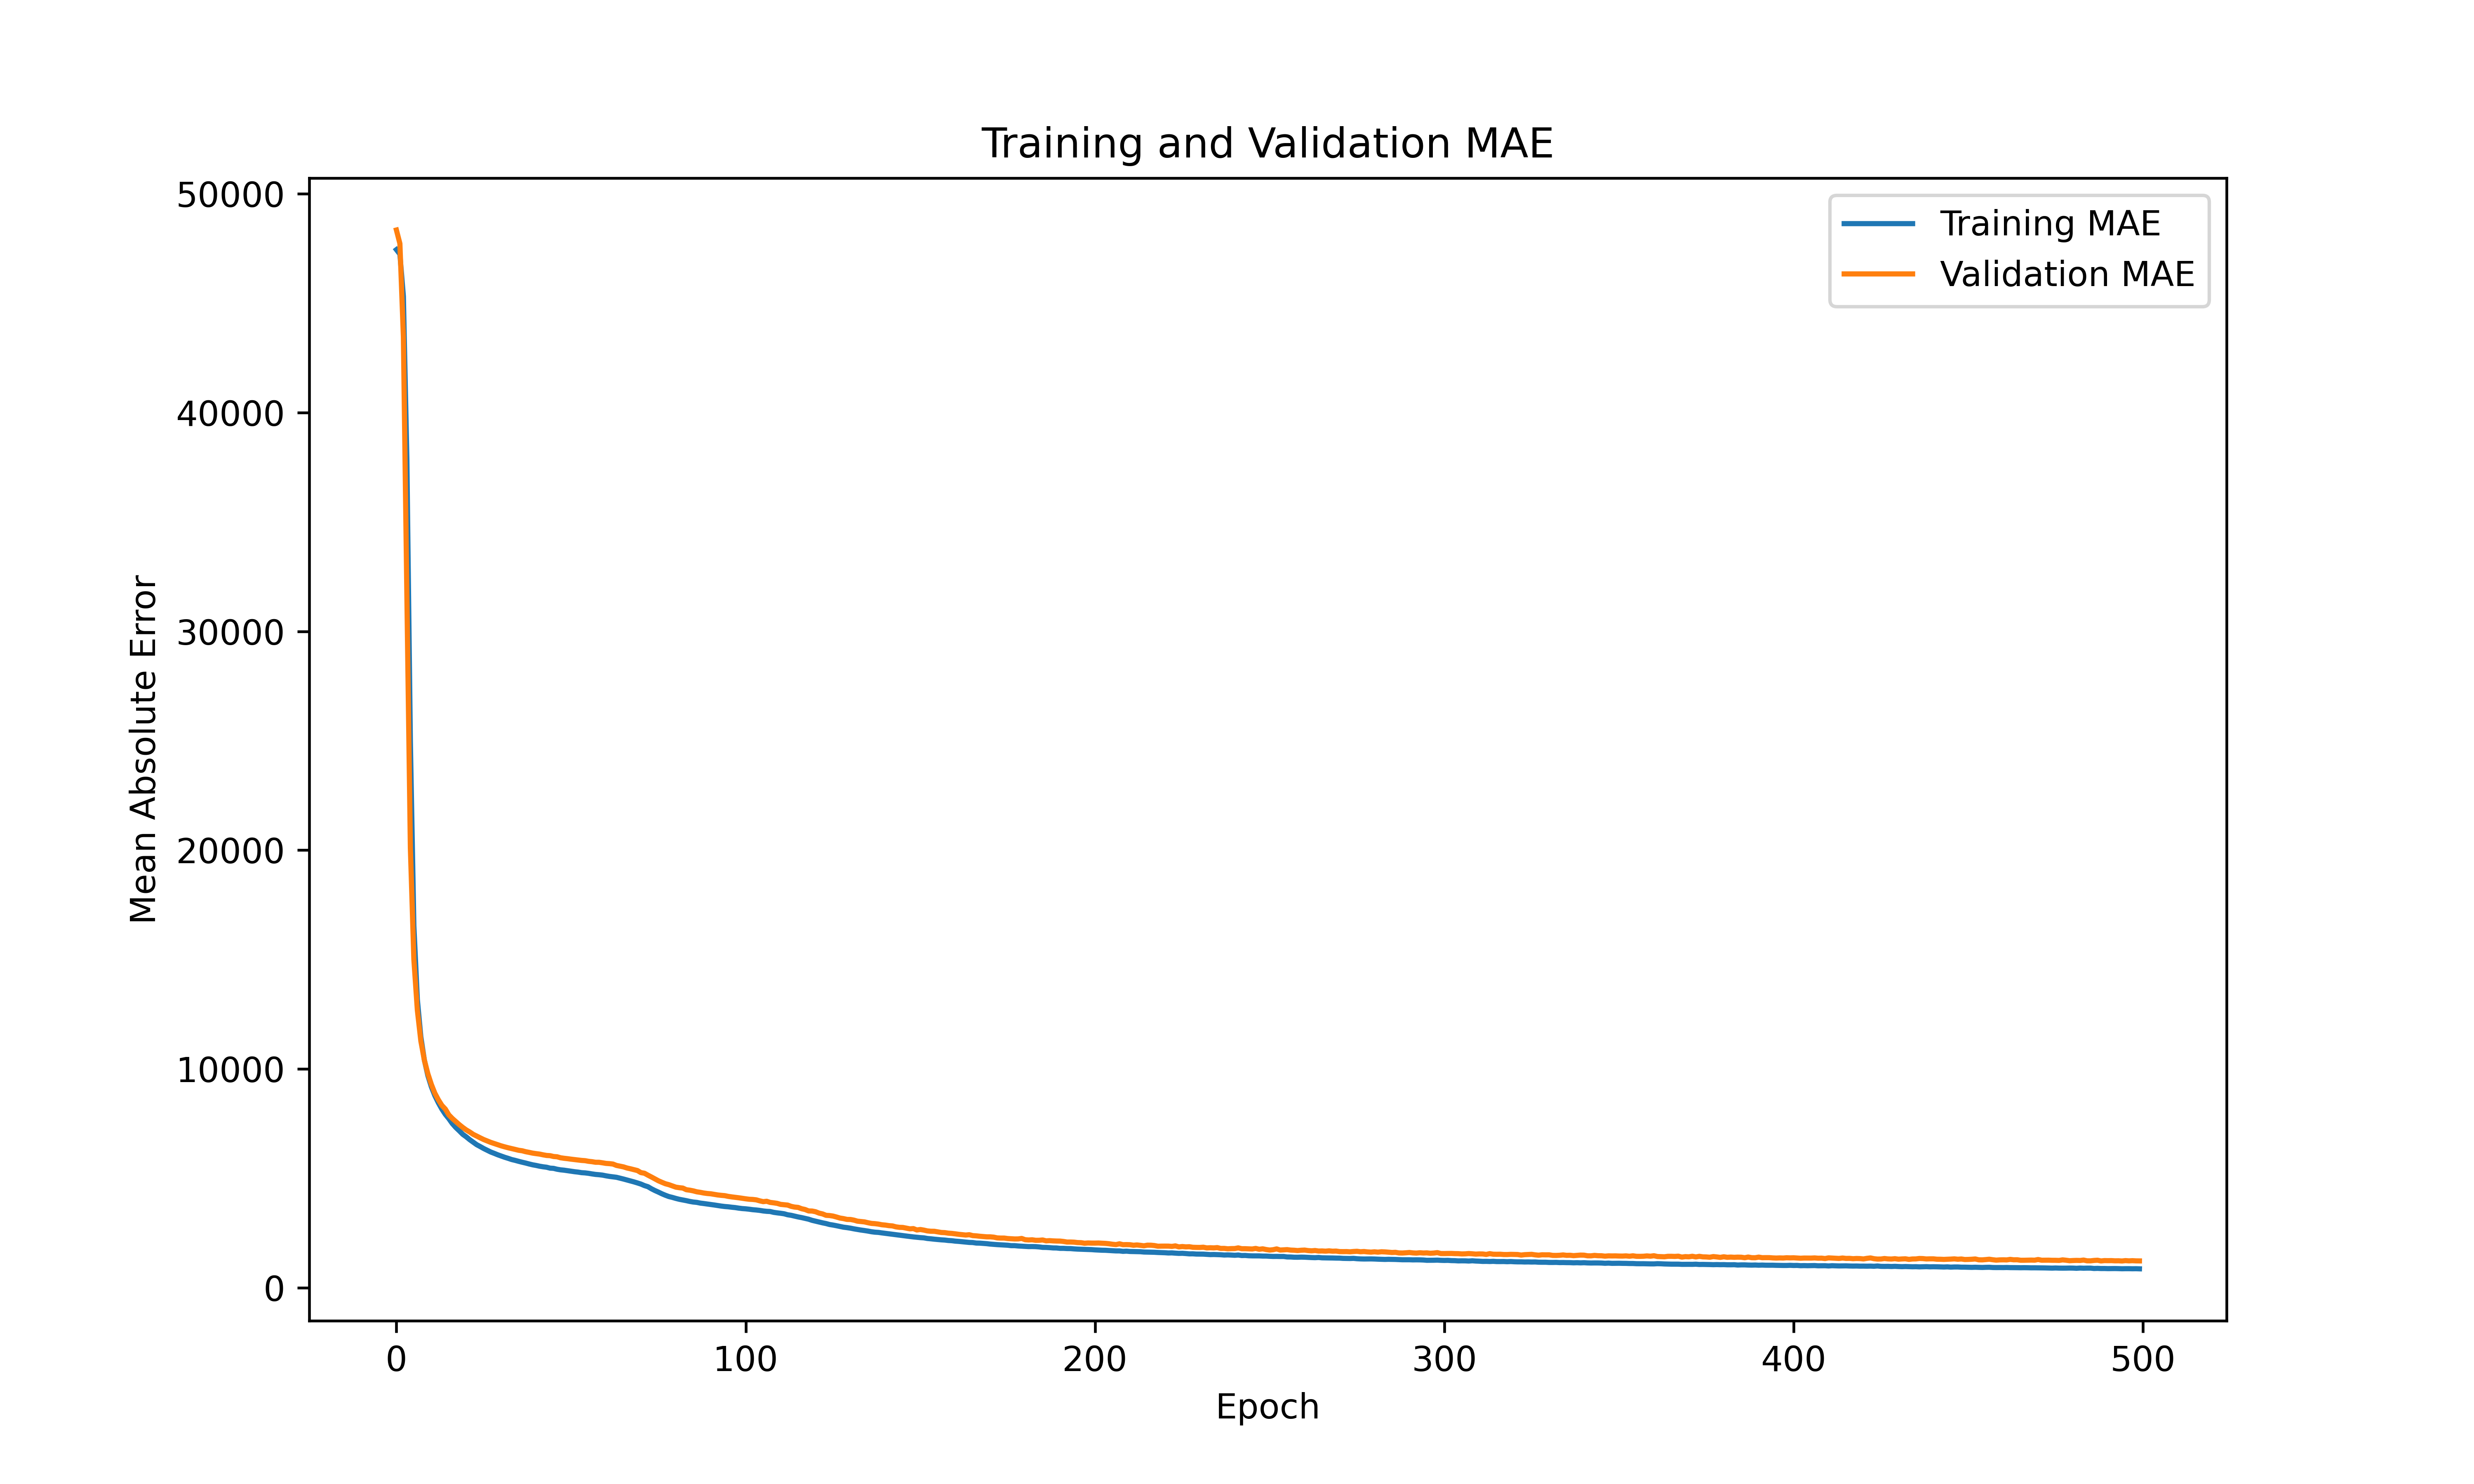 Training and Validation MAE
50000
40000
30000
20000
10000
0
Mean Absolute Error
Training MAE
Validation MAE
0 100 200 300 400 500
Epoch